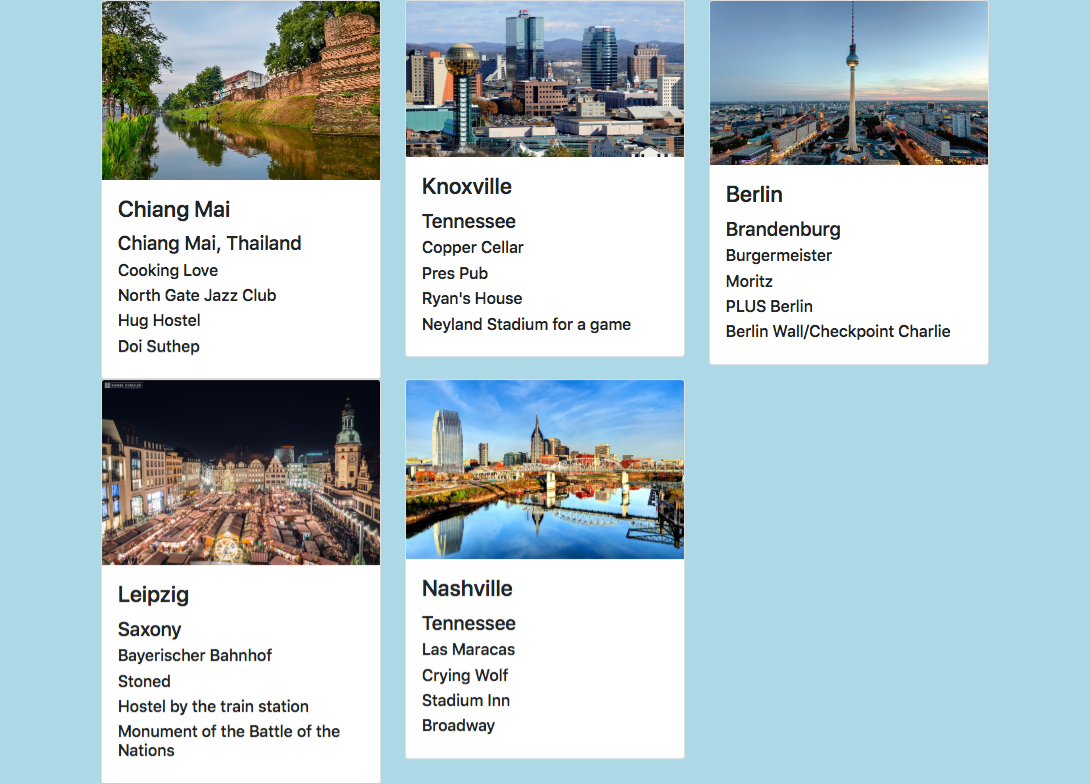 Chiang Mai
Chiang Mai, Thailand
Cooking Love
North Gate Jazz Club
Hug Hostel
Doi Suthep
Knoxville
Tennessee
Copper Cellar
Pres Pub
Ryan's House
Neyland Stadium for a game
Berlin
Brandenburg
Burgermeister
Moritz
PLUS Berlin
Berlin Wall/Checkpoint Charlie
Leipzig
Saxony
Bayerischer Bahnhof
Stoned
Hostel by the train station
Monument of the Battle of the
Nations
Nashville
Tennessee
Las Maracas
Crying Wolf
Stadium Inn
Broadway